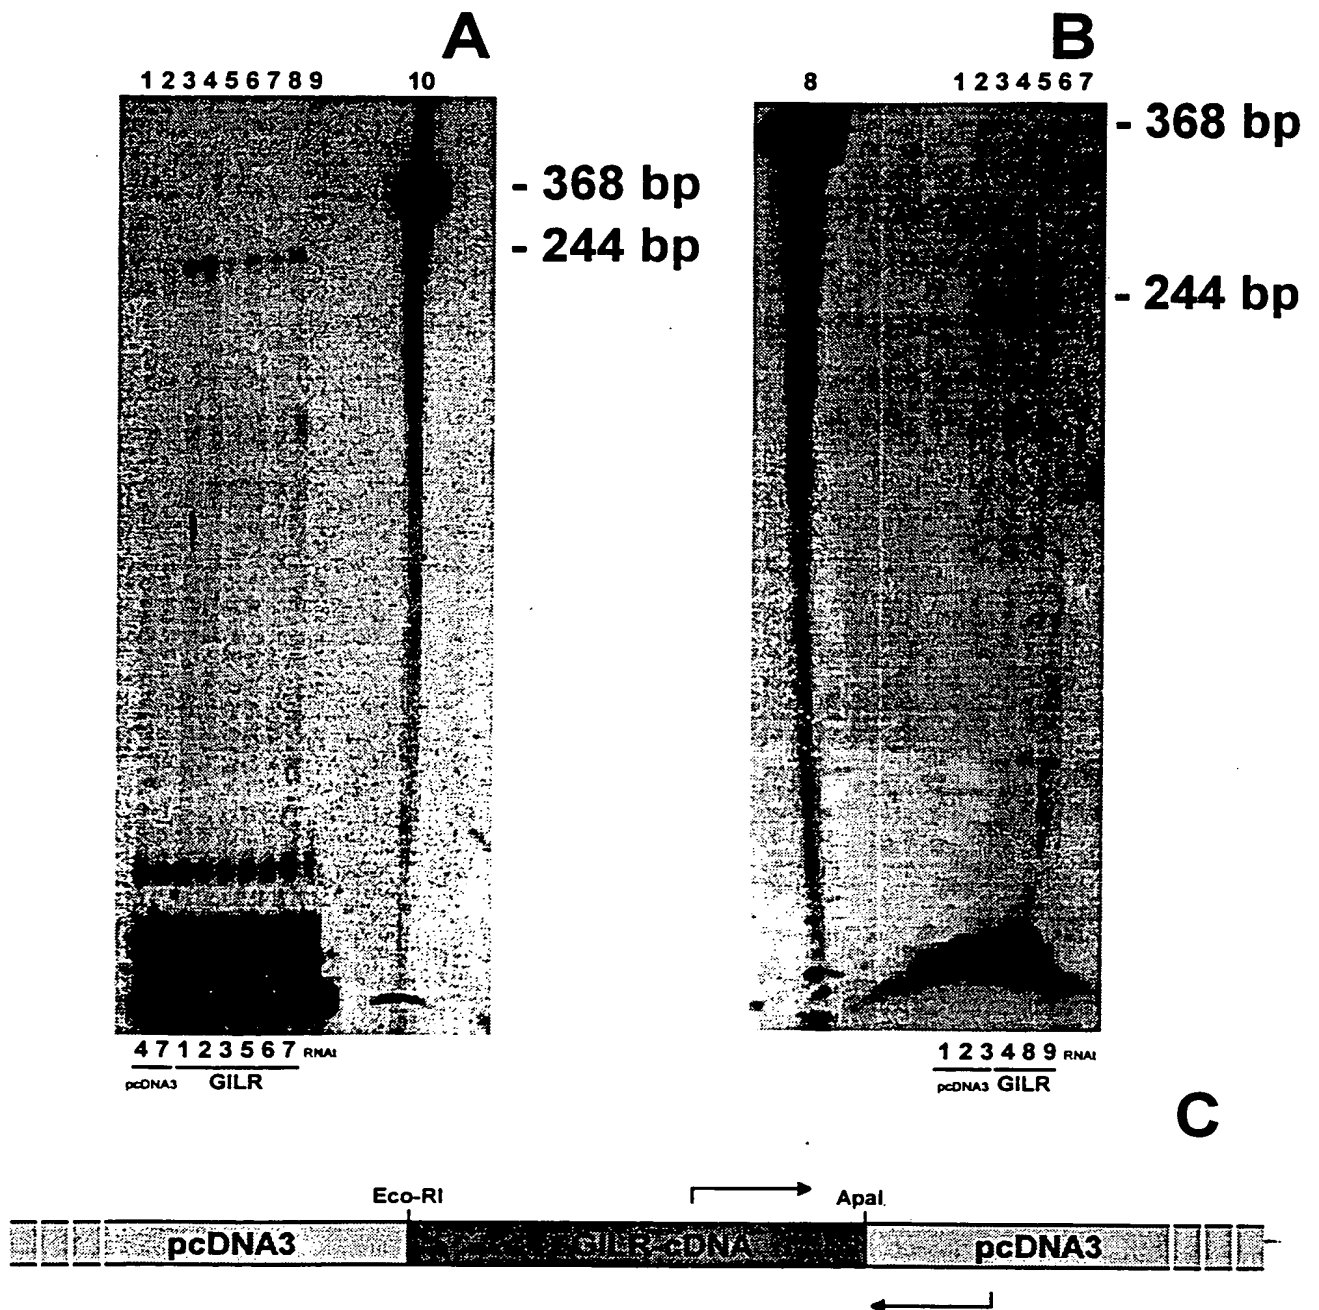 A
B
1 2 3 4 5 6 7 8 9 10
8 1 2 3 4 5 6 7
- 368 bp
- 244 bp
- 368 bp
- 244 bp
4 7 1 2 3 5 6 7 RNAt
pcDNA3 GILR
1 2 3 4 8 9 RNAt
pcDNA3 GILR
C
Eco-RI
ApaI
pcDNA3
GILR-cDNA
pcDNA3